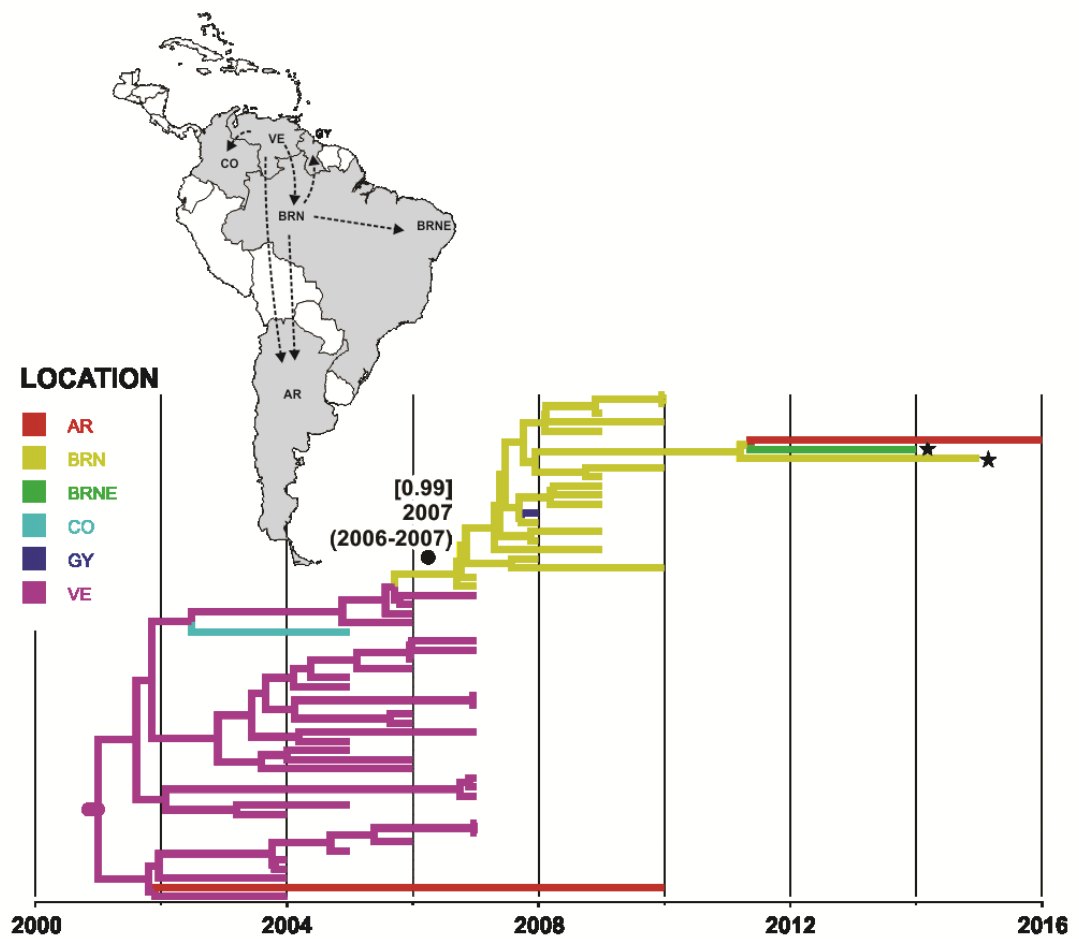 GY
VE
CO
BRN
BRNE
AR
LOCATION
AR
BRN
BRNE
CO
GY
VE
[0.99]
2007
(2006-2007)
2000 2004 2008 2012 2016